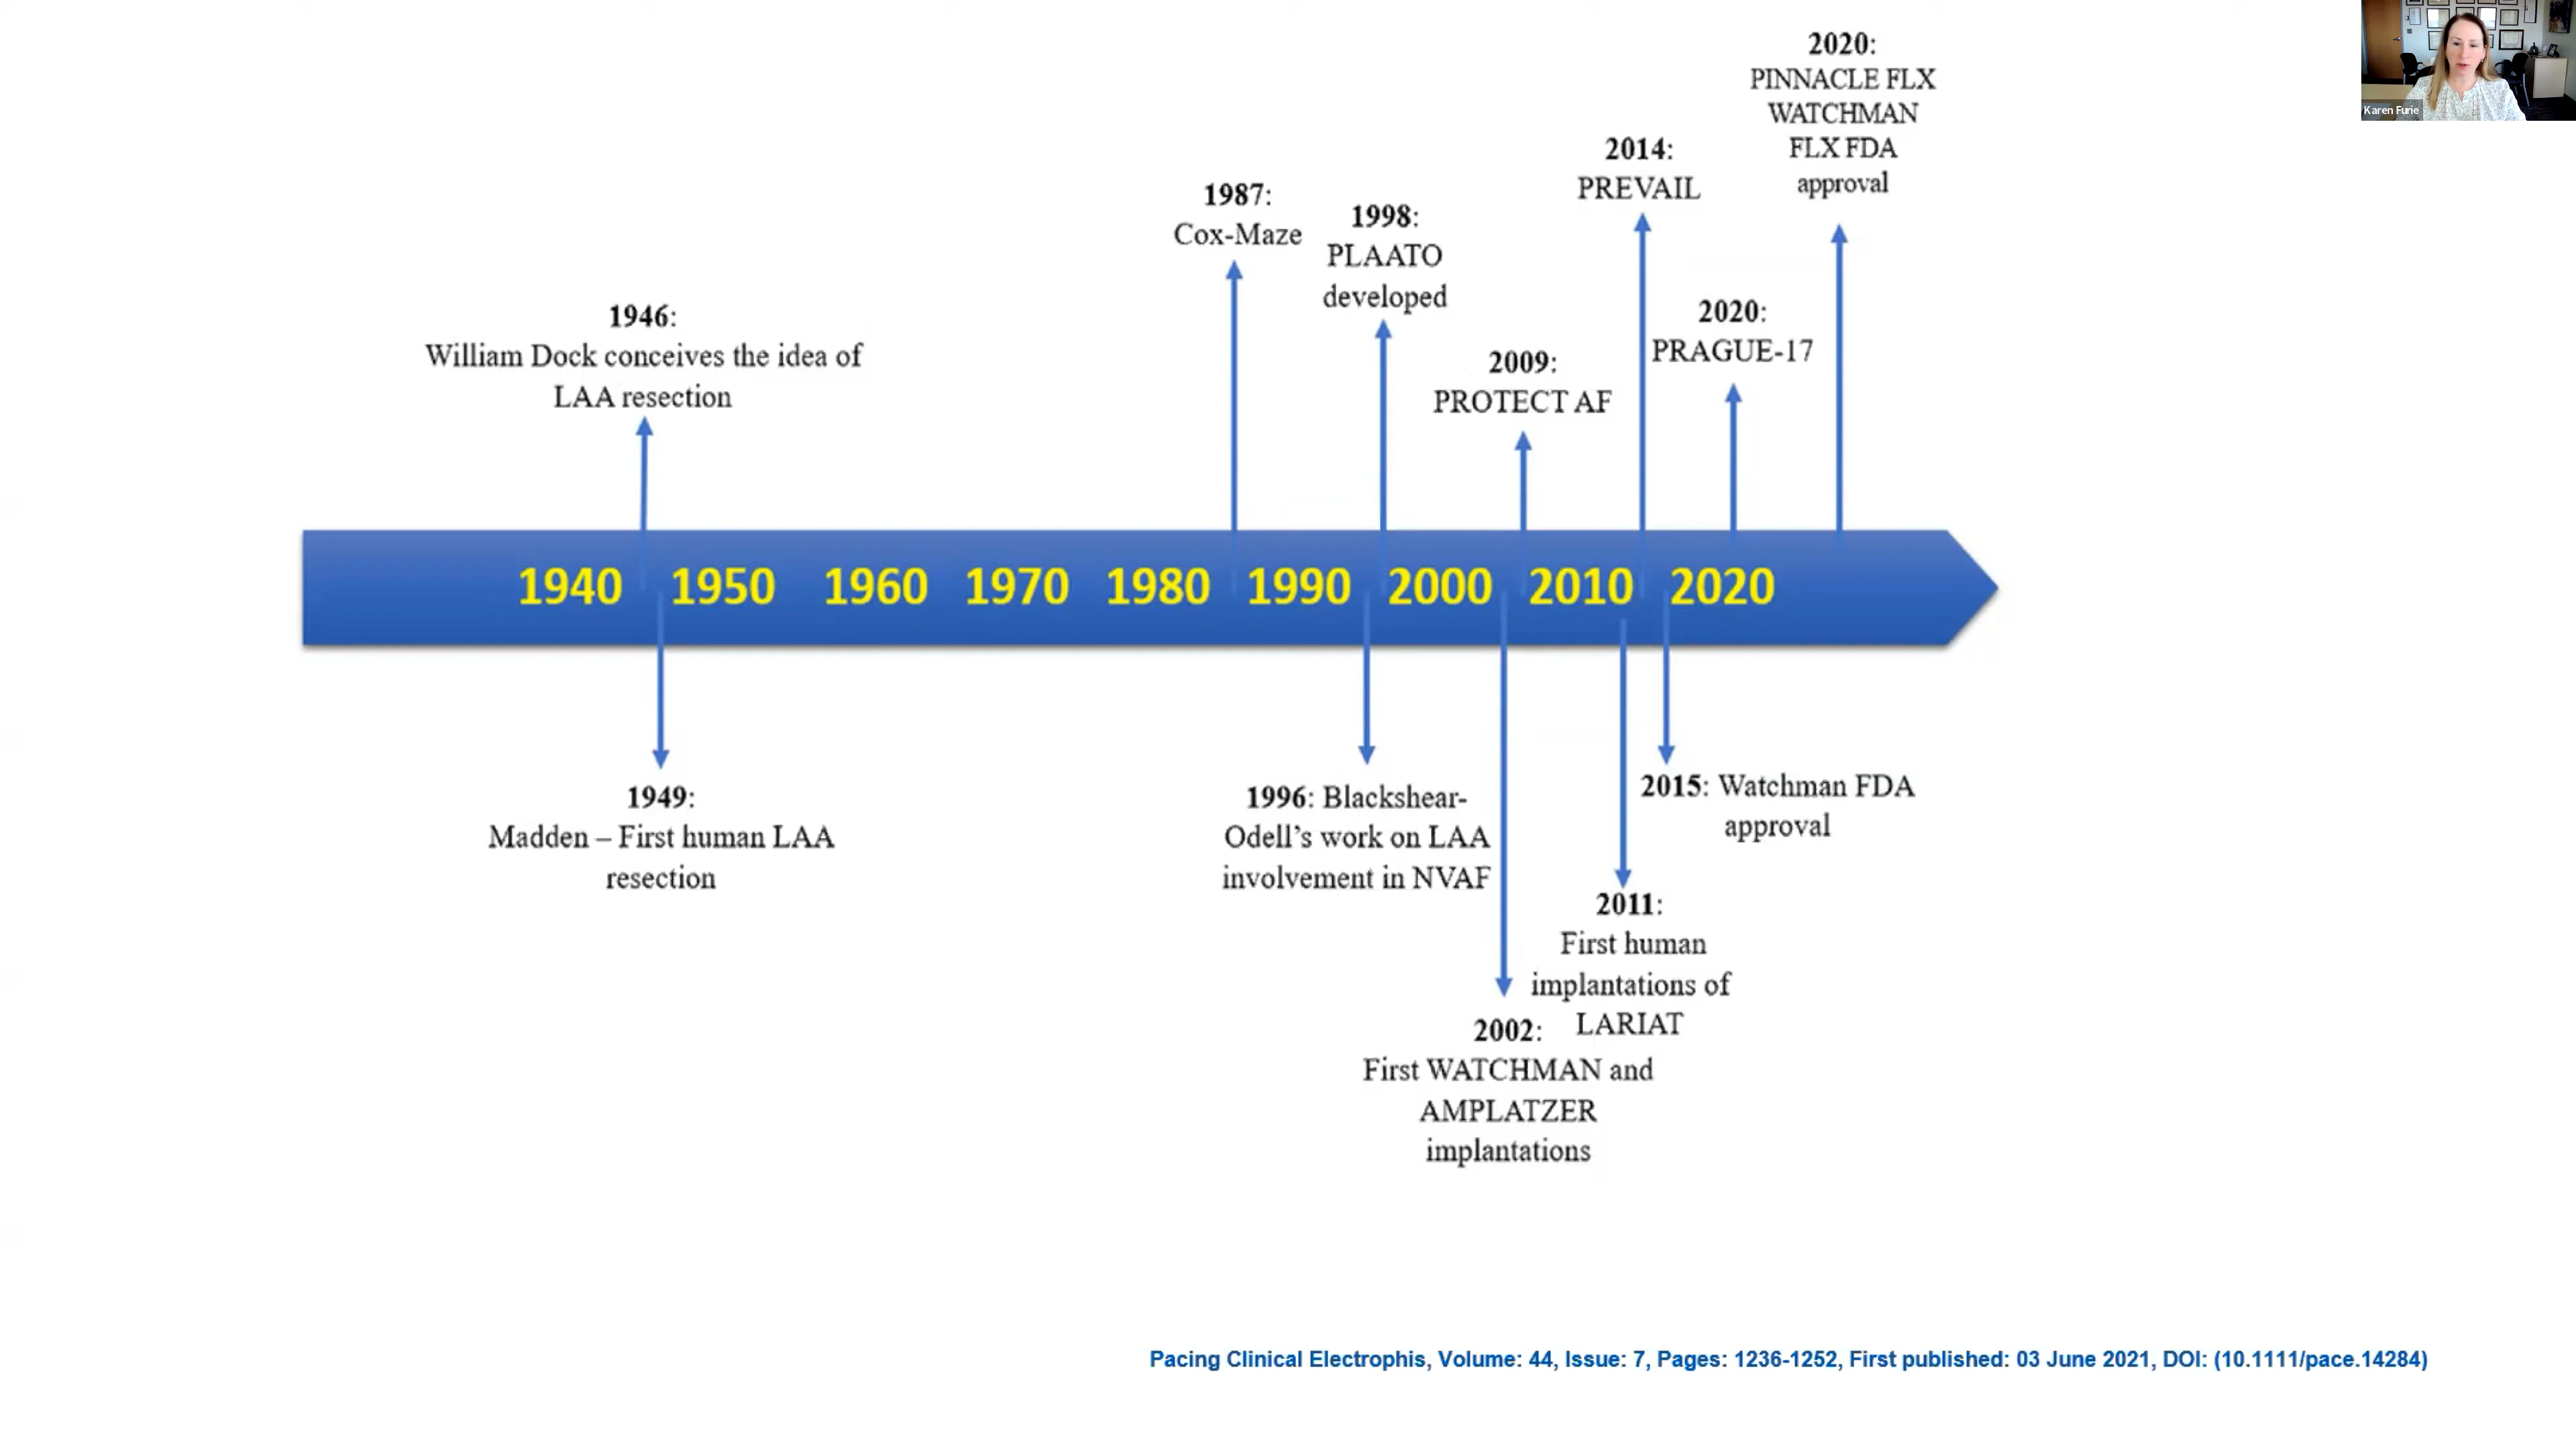 Karen Furie
2020:
PINNACLE FLX
WATCHMAN
FLX FDA
approval
2014:
PREVAIL
1987:
Cox-Maze
1998:
PLAATO
developed
2020:
PRAGUE-17
1946:
William Dock conceives the idea of
LAA resection
2009:
PROTECT AF
1940 1950 1960 1970 1980 1990 2000 2010 2020
1949:
Madden – First human LAA
resection
1996: Blackshear-
Odell’s work on LAA
involvement in NVAF
2015: Watchman FDA
approval
2011:
First human
implantations of
LARIAT
2002:
First WATCHMAN and
AMPLATZER
implantations
Pacing Clinical Electrophis, Volume: 44, Issue: 7, Pages: 1236-1252, First published: 03 June 2021, DOI: (10.1111/pace.14284)